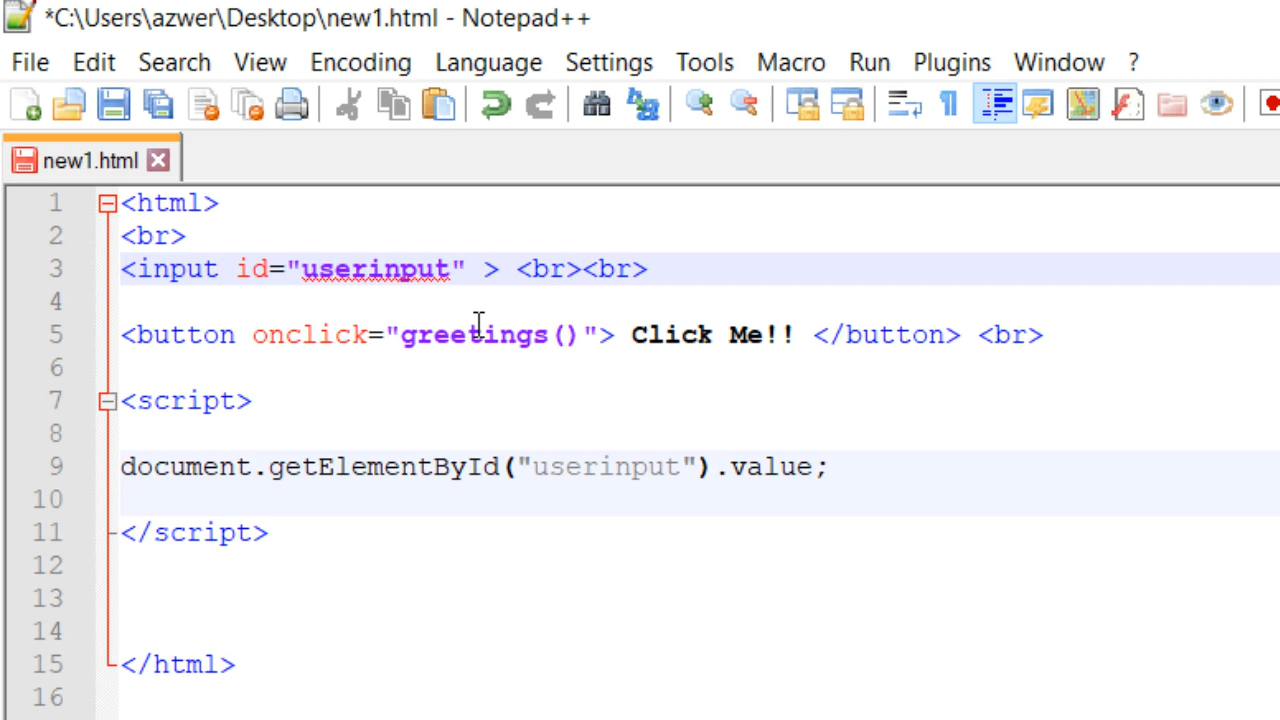 *C:\Users\azwer\Desktop\new1.html - Notepad++
File Edit Search View Encoding Language Settings Tools Macro Run Plugins Window ?
new1.html
1 <html>
2 <br>
3 <input id="userinput" > <br><br>
4
5 <button onclick="greetings()"> Click Me!! </button> <br>
6
7 <script>
8
9 document.getElementById("userinput").value;
10
11 </script>
12
13
14
15 </html>
16